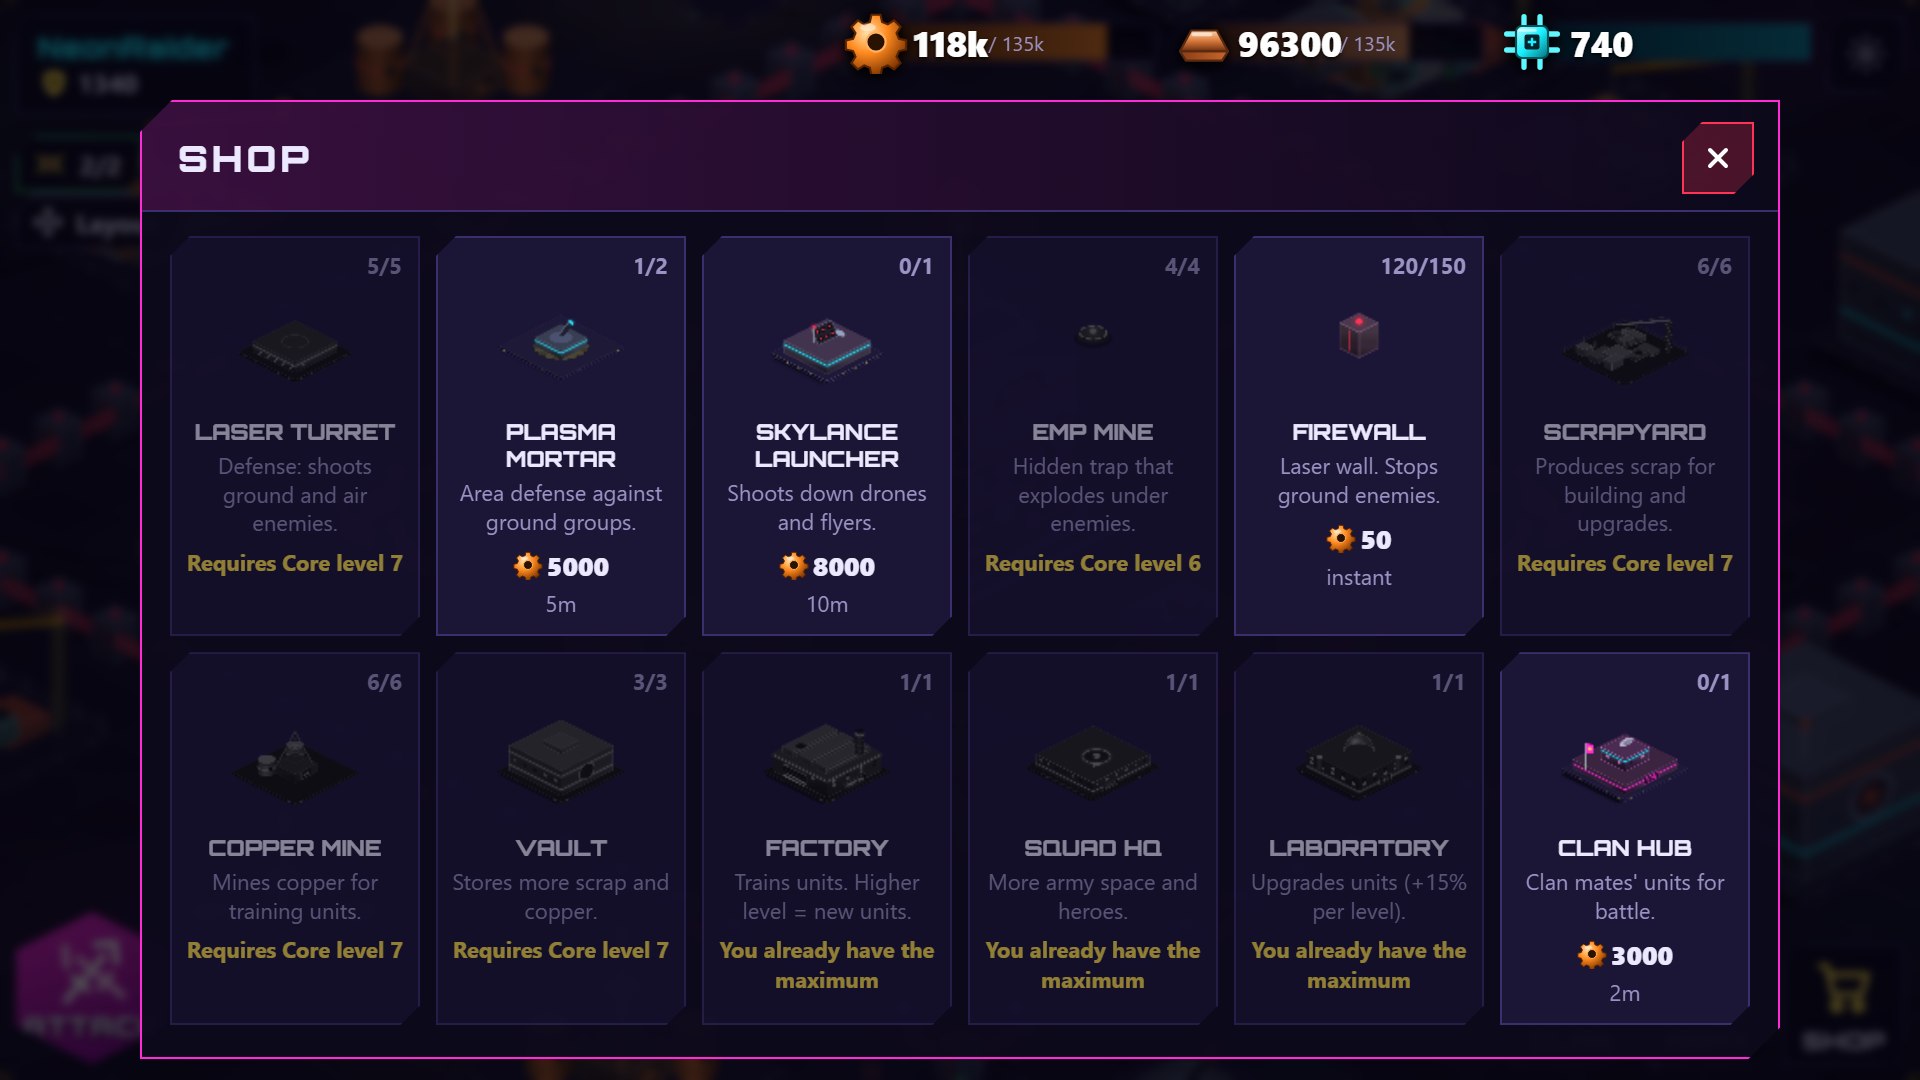 NeonRaider
1340
118k / 135k
96300 / 135k
740
2/2
SHOP
5/5
LASER TURRET
Defense: shoots
ground and air
enemies.
Requires Core level 7
1/2
PLASMA
MORTAR
Area defense against
ground groups.
5000
5m
0/1
SKYLANCE
LAUNCHER
Shoots down drones
and flyers.
8000
10m
4/4
EMP MINE
Hidden trap that
explodes under
enemies.
Requires Core level 6
120/150
FIREWALL
Laser wall. Stops
ground enemies.
50
instant
6/6
SCRAPYARD
Produces scrap for
building and
upgrades.
Requires Core level 7
6/6
COPPER MINE
Mines copper for
training units.
Requires Core level 7
3/3
VAULT
Stores more scrap and
copper.
Requires Core level 7
1/1
FACTORY
Trains units. Higher
level = new units.
You already have the
maximum
1/1
SQUAD HQ
More army space and
heroes.
You already have the
maximum
1/1
LABORATORY
Upgrades units (+15%
per level).
You already have the
maximum
0/1
CLAN HUB
Clan mates' units for
battle.
3000
2m
SHOP